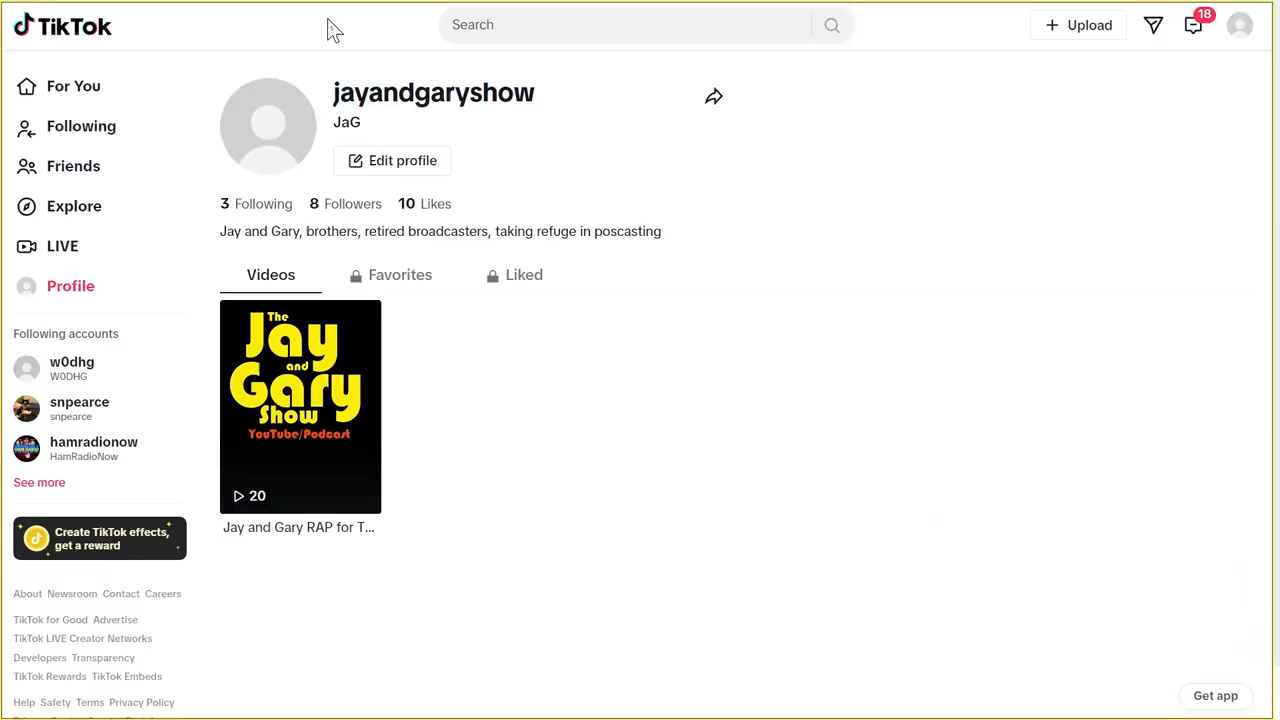 TikTok
Search
Upload
18
For You
Following
Friends
Explore
LIVE
Profile
Following accounts
w0dhg
W0DHG
snpearce
snpearce
hamradionow
HamRadioNow
See more
Create TikTok effects,
get a reward
About Newsroom Contact Careers
TikTok for Good Advertise
TikTok LIVE Creator Networks
Developers Transparency
TikTok Rewards TikTok Embeds
Help Safety Terms Privacy Policy
jayandgaryshow
JaG
Edit profile
3 Following 8 Followers 10 Likes
Jay and Gary, brothers, retired broadcasters, taking refuge in poscasting
Videos Favorites Liked
The
Jay
and
Gary
Show
YouTube/Podcast
20
Jay and Gary RAP for T...
Get app